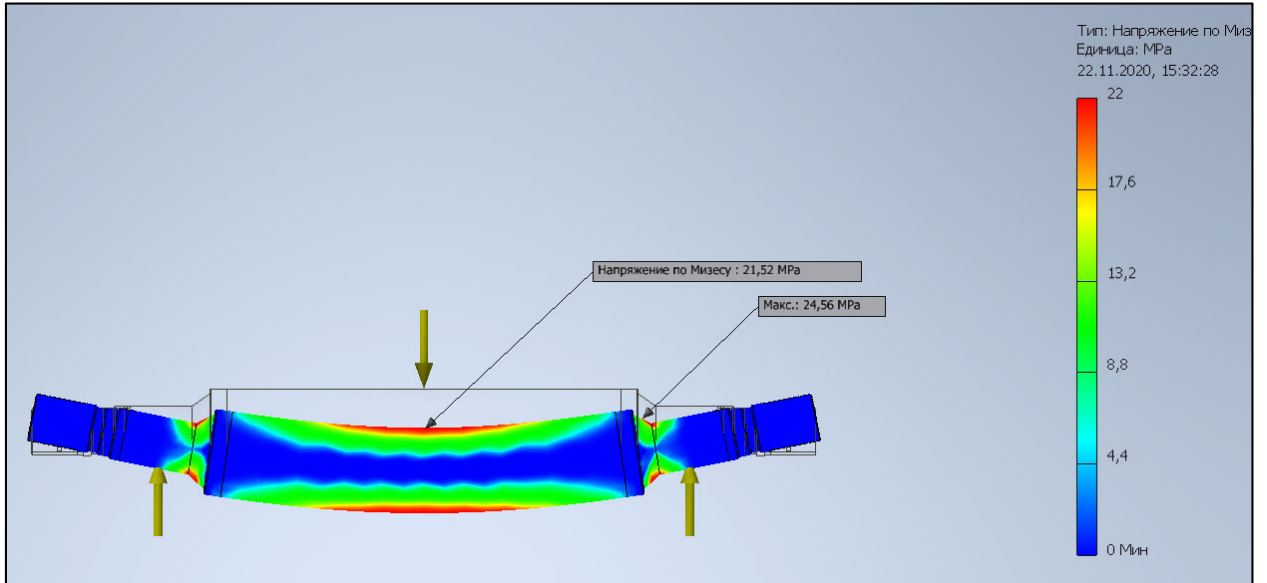 Тип: Напряжение по Миз
Единица: MPa
22.11.2020, 15:32:28
22
17,6
13,2
8,8
4,4
0 Мин
Напряжение по Мизесу : 21,52 MPa
Макс.: 24,56 MPa